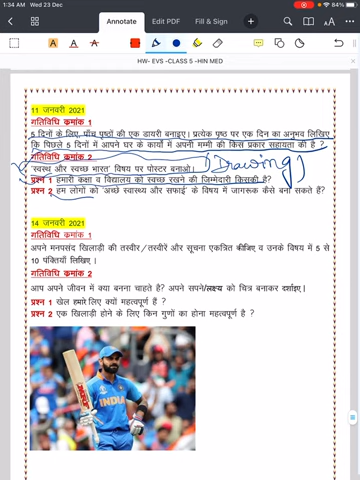 1:34 AM Wed 23 Dec
84%
Annotate
Edit PDF
Fill & Sign
HW- EVS -CLASS 5 -HIN MED
11 जनवरी 2021
गतिविधि क्रमांक 1
5 दिनों के लिए, पाँच पृष्ठों की एक डायरी बनाइए। प्रत्येक पृष्ठ पर एक दिन का अनुभव लिखिए
कि पिछले 5 दिनों में आपने घर के कार्यों में अपनी मम्मी की किस प्रकार सहायता की है ?
गतिविधि क्रमांक 2
'स्वस्थ और स्वच्छ भारत' विषय पर पोस्टर बनाओ। (Drawing)
प्रश्न 1 हमारी कक्षा व विद्यालय को स्वच्छ रखने की जिम्मेदारी किसकी है?
प्रश्न 2 हम लोगों को 'अच्छे स्वास्थ्य और सफाई' के विषय में जागरूक कैसे बना सकते हैं?
14 जनवरी 2021
गतिविधि क्रमांक 1
अपने मनपसंद खिलाड़ी की तस्वीर/तस्वीरें और सूचना एकत्रित कीजिए व उनके विषय में 5 से
10 पंक्तियाँ लिखिए।
गतिविधि क्रमांक 2
आप अपने जीवन में क्या बनना चाहते है? अपने सपने/लक्ष्य को चित्र बनाकर दर्शाइए।
प्रश्न 1 खेल हमारे लिए क्यों महत्वपूर्ण हैं ?
प्रश्न 2 एक खिलाड़ी होने के लिए किन गुणों का होना महत्वपूर्ण है ?
INDIA